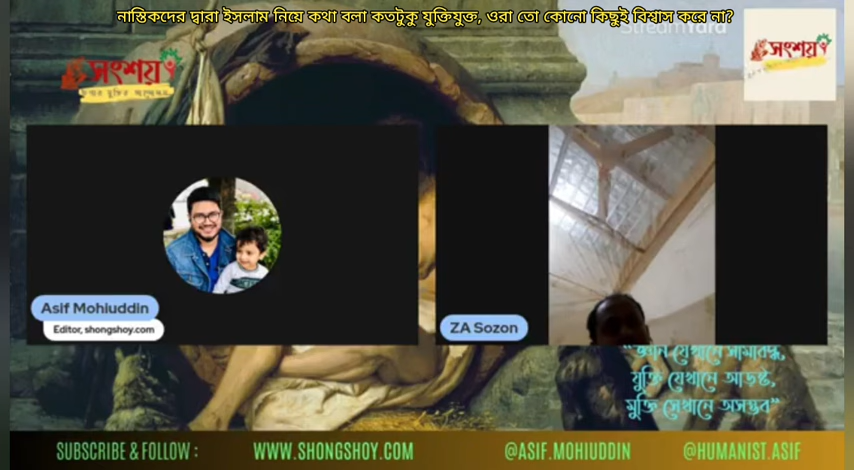 নাস্তিকদের দ্বারা ইসলাম নিয়ে কথা বলা কতটুকু যুক্তিযুক্ত, ওরা তো কোনো কিছুই বিশ্বাস করে না?
StreamYard
সংশয়
সংশয়
Asif Mohiuddin
Editor, shongshoy.com
ZA Sozon
“জ্ঞান যেখানে সীমাবদ্ধ,
যুক্তি যেখানে আড়ষ্ট,
মুক্তি সেখানে অসম্ভব”
SUBSCRIBE & FOLLOW : WWW.SHONGSHOY.COM @ASIF.MOHIUDDIN @HUMANIST.ASIF